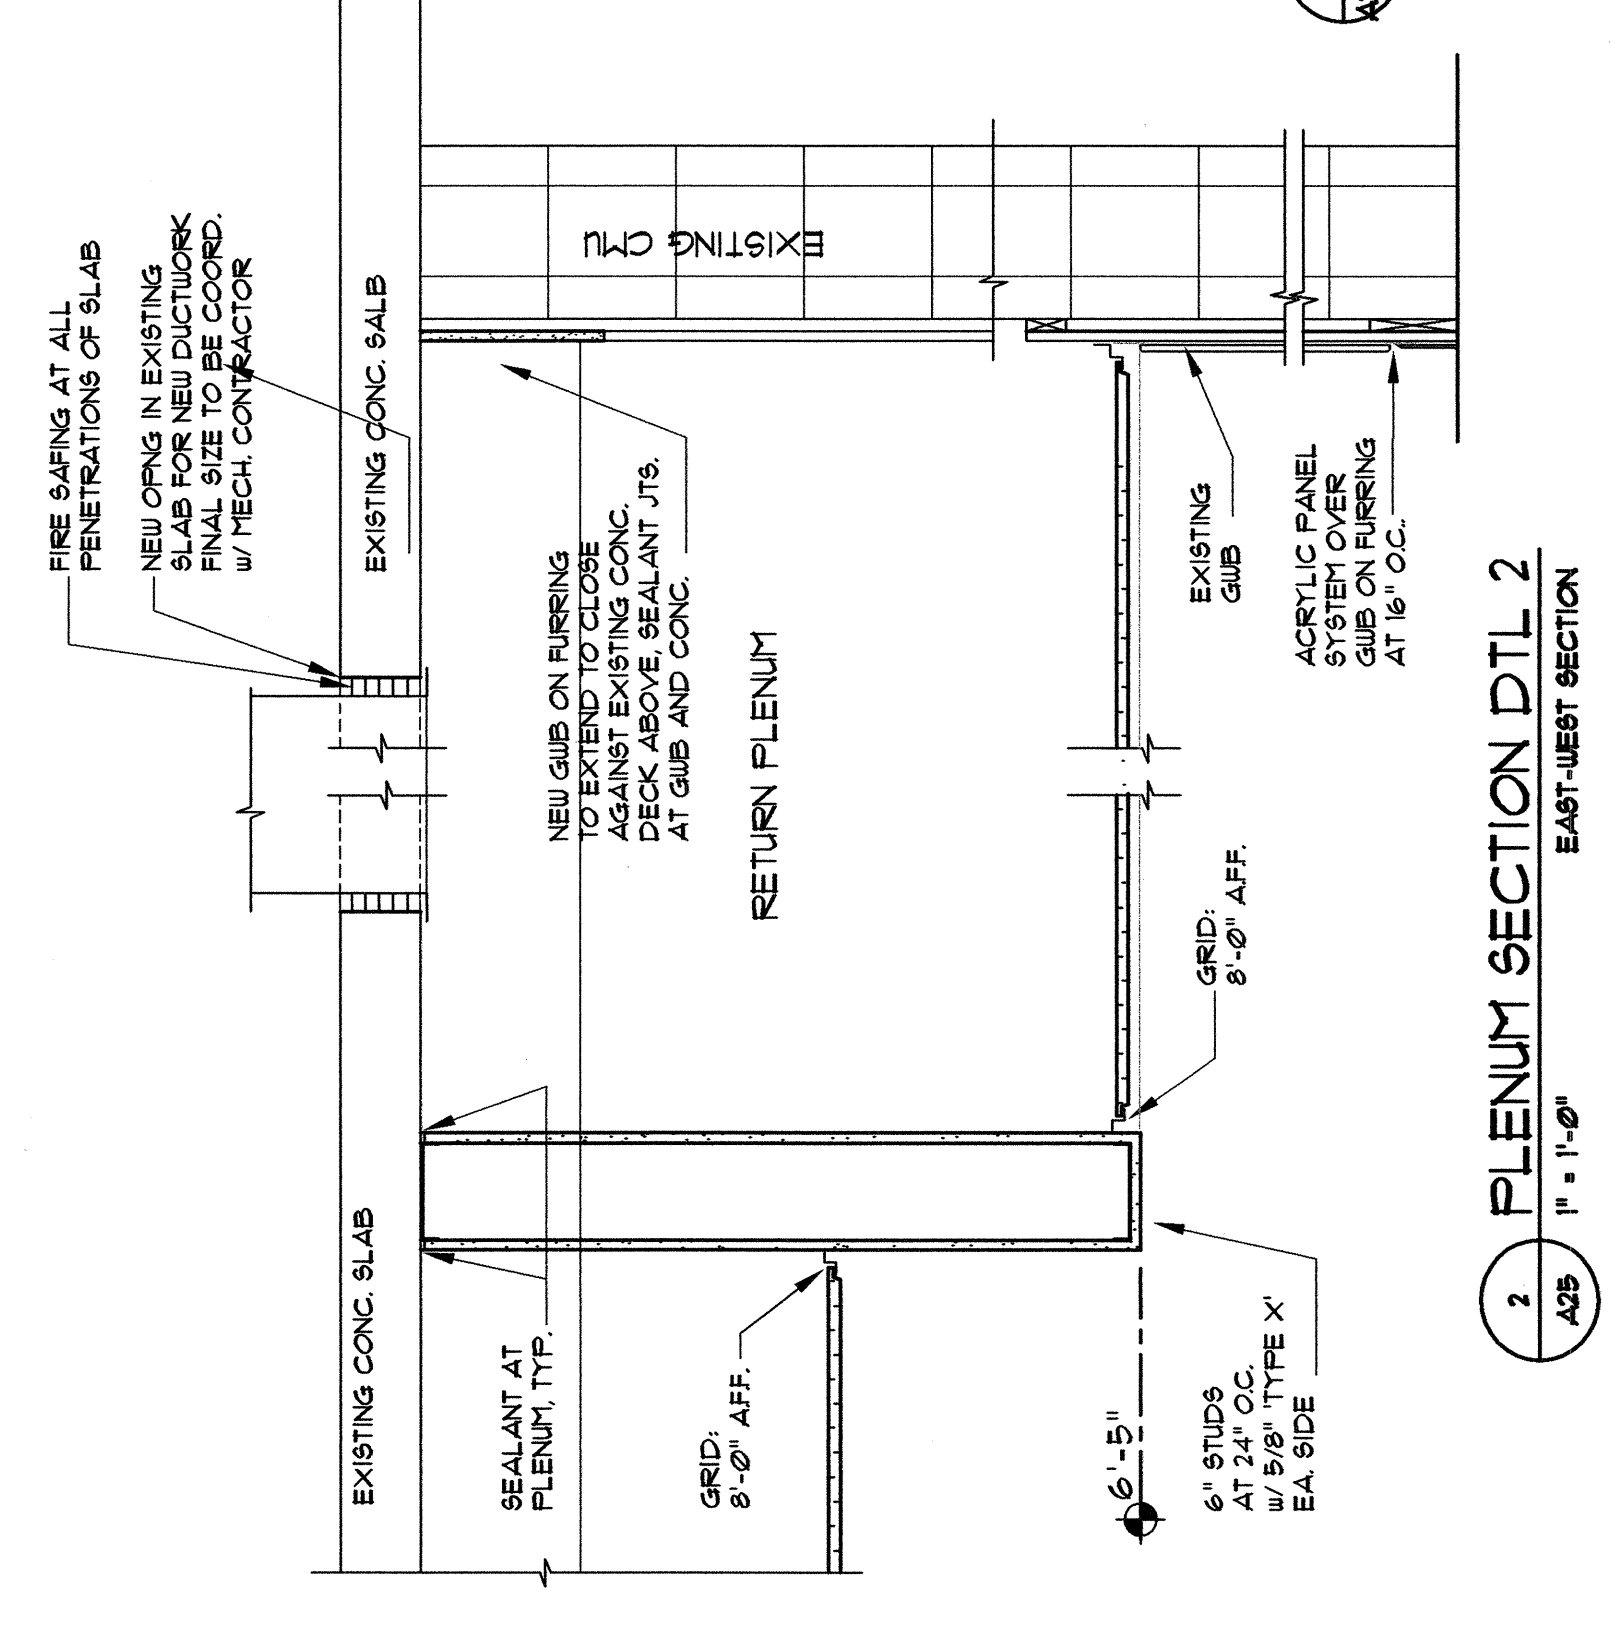 FIRE SAFING AT ALL
PENETRATIONS OF SLAB
NEW OPNG IN EXISTING
SLAB FOR NEW DUCTWORK
FINAL SIZE TO BE COORD.
w/ MECH. CONTRACTOR
EXISTING CONC. SLAB
EXISTING CONC. SALB
SEALANT AT
PLENUM, TYP.
NEW GWB ON FURRING
TO EXTEND TO CLOSE
AGAINST EXISTING CONC.
DECK ABOVE, SEALANT JTS.
AT GWB AND CONC.
EXISTING CMU
GRID:
8'-0" A.F.F.
RETURN PLENUM
6'-5"
6" STUDS
AT 24" O.C.
w/ 5/8" 'TYPE X'
EA. SIDE
GRID:
8'-0" A.F.F.
EXISTING
GWB
ACRYLIC PANEL
SYSTEM OVER
GWB ON FURRING
AT 16" O.C..
2
A25
PLENUM SECTION DTL 2
1" = 1'-0"
EAST-WEST SECTION